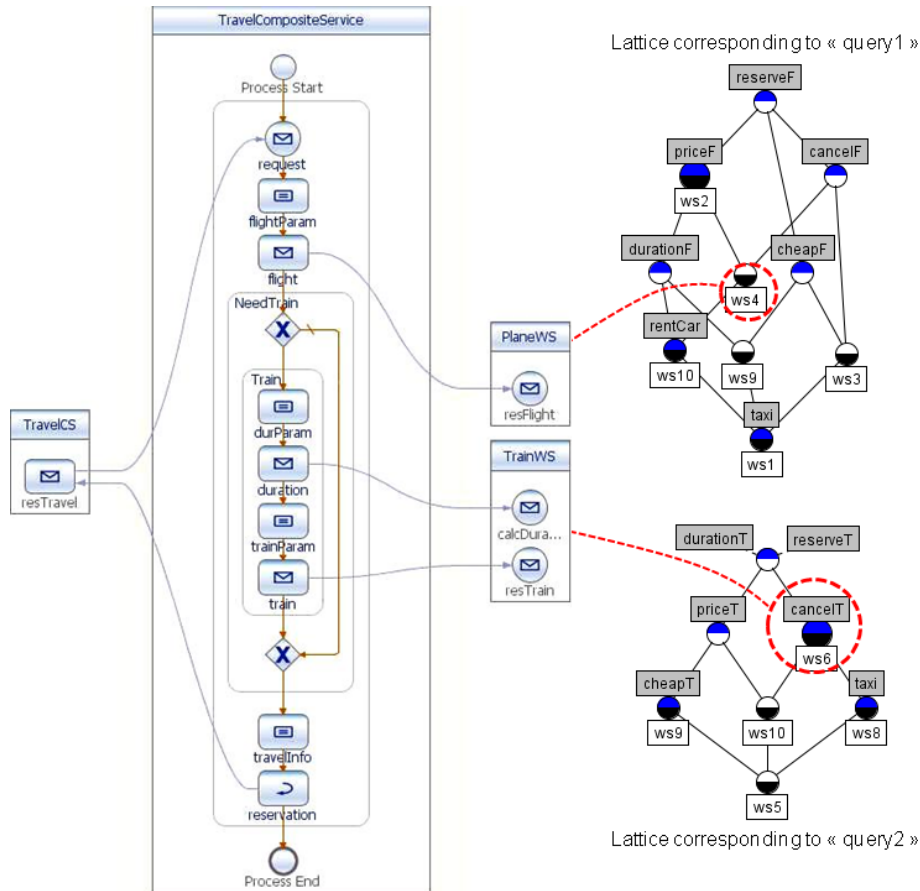 TravelCompositeService
Process Start
request
flightParam
flight
NeedTrain
X
Train
durParam
duration
trainParam
train
X
travelInfo
reservation
Process End
TravelCS
resTravel
PlaneWS
resFlight
TrainWS
calcDura...
resTrain
Lattice corresponding to « query1 »
reserveF
priceF
cancelF
ws2
durationF
cheapF
ws4
rentCar
ws10
ws9
ws3
taxi
ws1
durationT
reserveT
priceT
cancelT
ws6
cheapT
taxi
ws9
ws10
ws8
ws5
Lattice corresponding to « query2 »